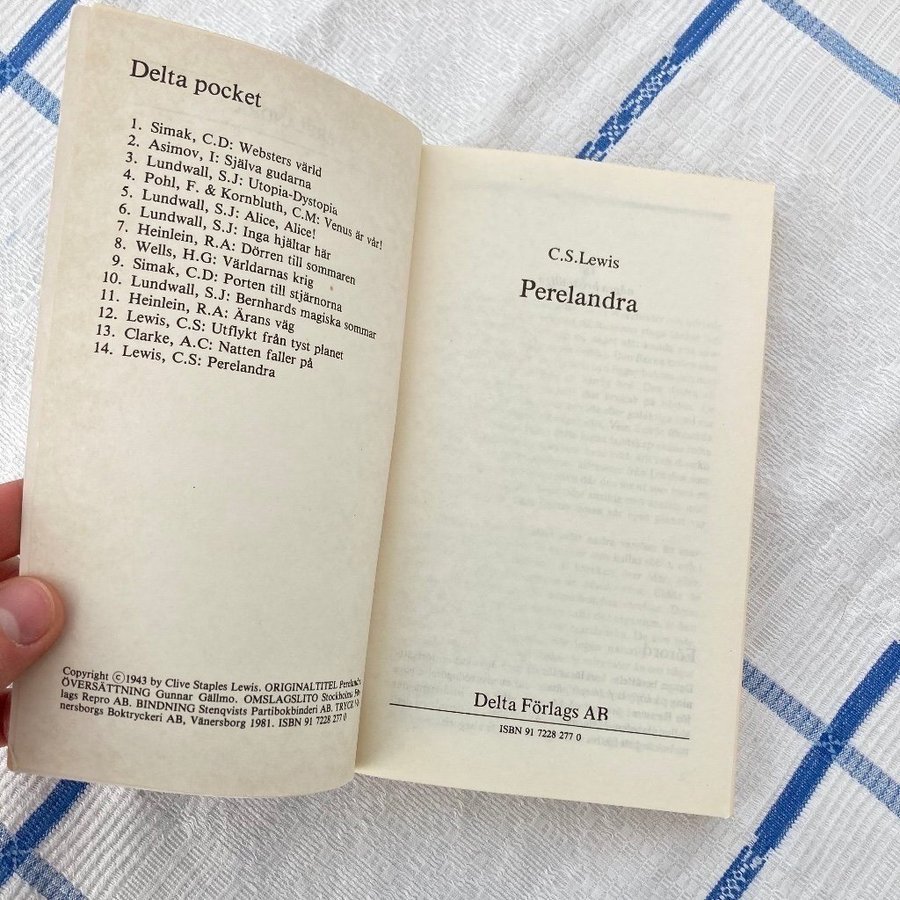 Delta pocket
1. Simak, C.D: Websters värld
2. Asimov, I: Själva gudarna
3. Lundwall, S.J: Utopia-Dystopia
4. Pohl, F. & Kornbluth, C.M: Venus är vår!
5. Lundwall, S.J: Alice, Alice!
6. Lundwall, S.J: Inga hjältar här
7. Heinlein, R.A: Dörren till sommaren
8. Wells, H.G: Världarnas krig
9. Simak, C.D: Porten till stjärnorna
10. Lundwall, S.J: Bernhards magiska sommar
11. Heinlein, R.A: Ärans väg
12. Lewis, C.S: Utflykt från tyst planet
13. Clarke, A.C: Natten faller på
14. Lewis, C.S: Perelandra
Copyright ©1943 by Clive Staples Lewis. ORIGINALTITEL
ÖVERSÄTTNING Gunnar Gällmo. OMSLAGSLITO Stockholms
lags Repro AB. BINDNING Stenqvists Partibokbinderi AB. TRYCK
nersborgs Boktryckeri AB, Vänersborg 1981. ISBN 91 7228 277 0
C.S.Lewis
Perelandra
Förord
Delta Förlags AB
ISBN 91 7228 277 0